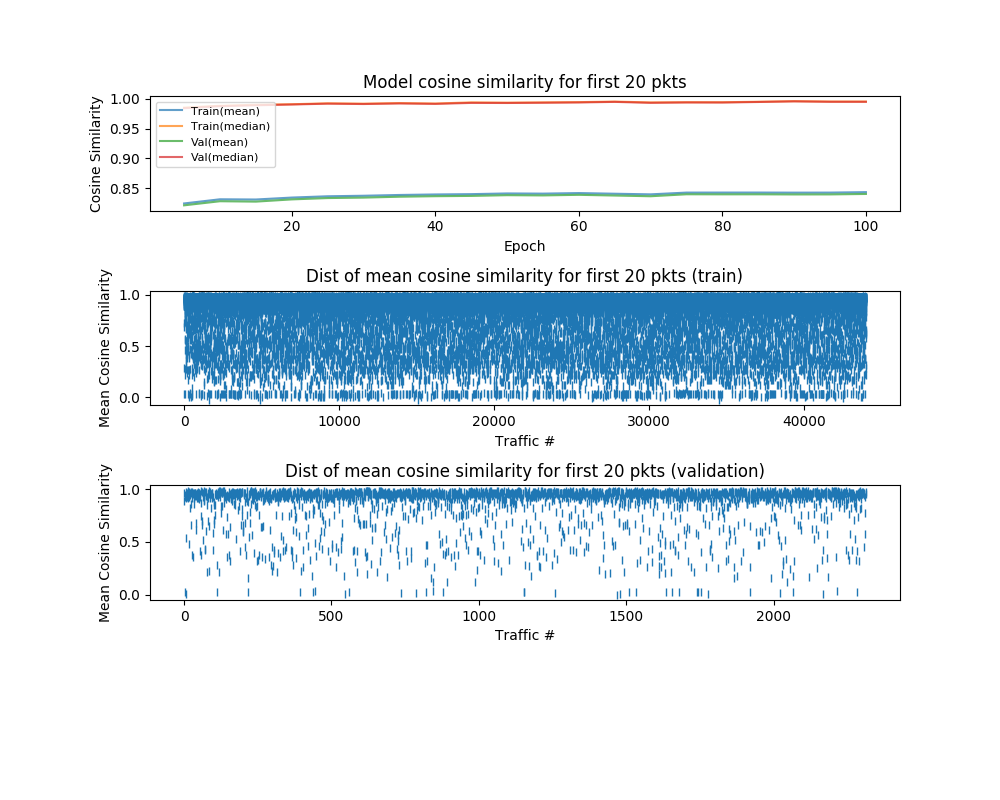 Model cosine similarity for first 20 pkts
Cosine Similarity
1.00
0.95
0.90
0.85
Train(mean)
Train(median)
Val(mean)
Val(median)
20 40 60 80 100
Epoch
Dist of mean cosine similarity for first 20 pkts (train)
Mean Cosine Similarity
1.0
0.5
0.0
0 10000 20000 30000 40000
Traffic #
Dist of mean cosine similarity for first 20 pkts (validation)
Mean Cosine Similarity
1.0
0.5
0.0
0 500 1000 1500 2000
Traffic #